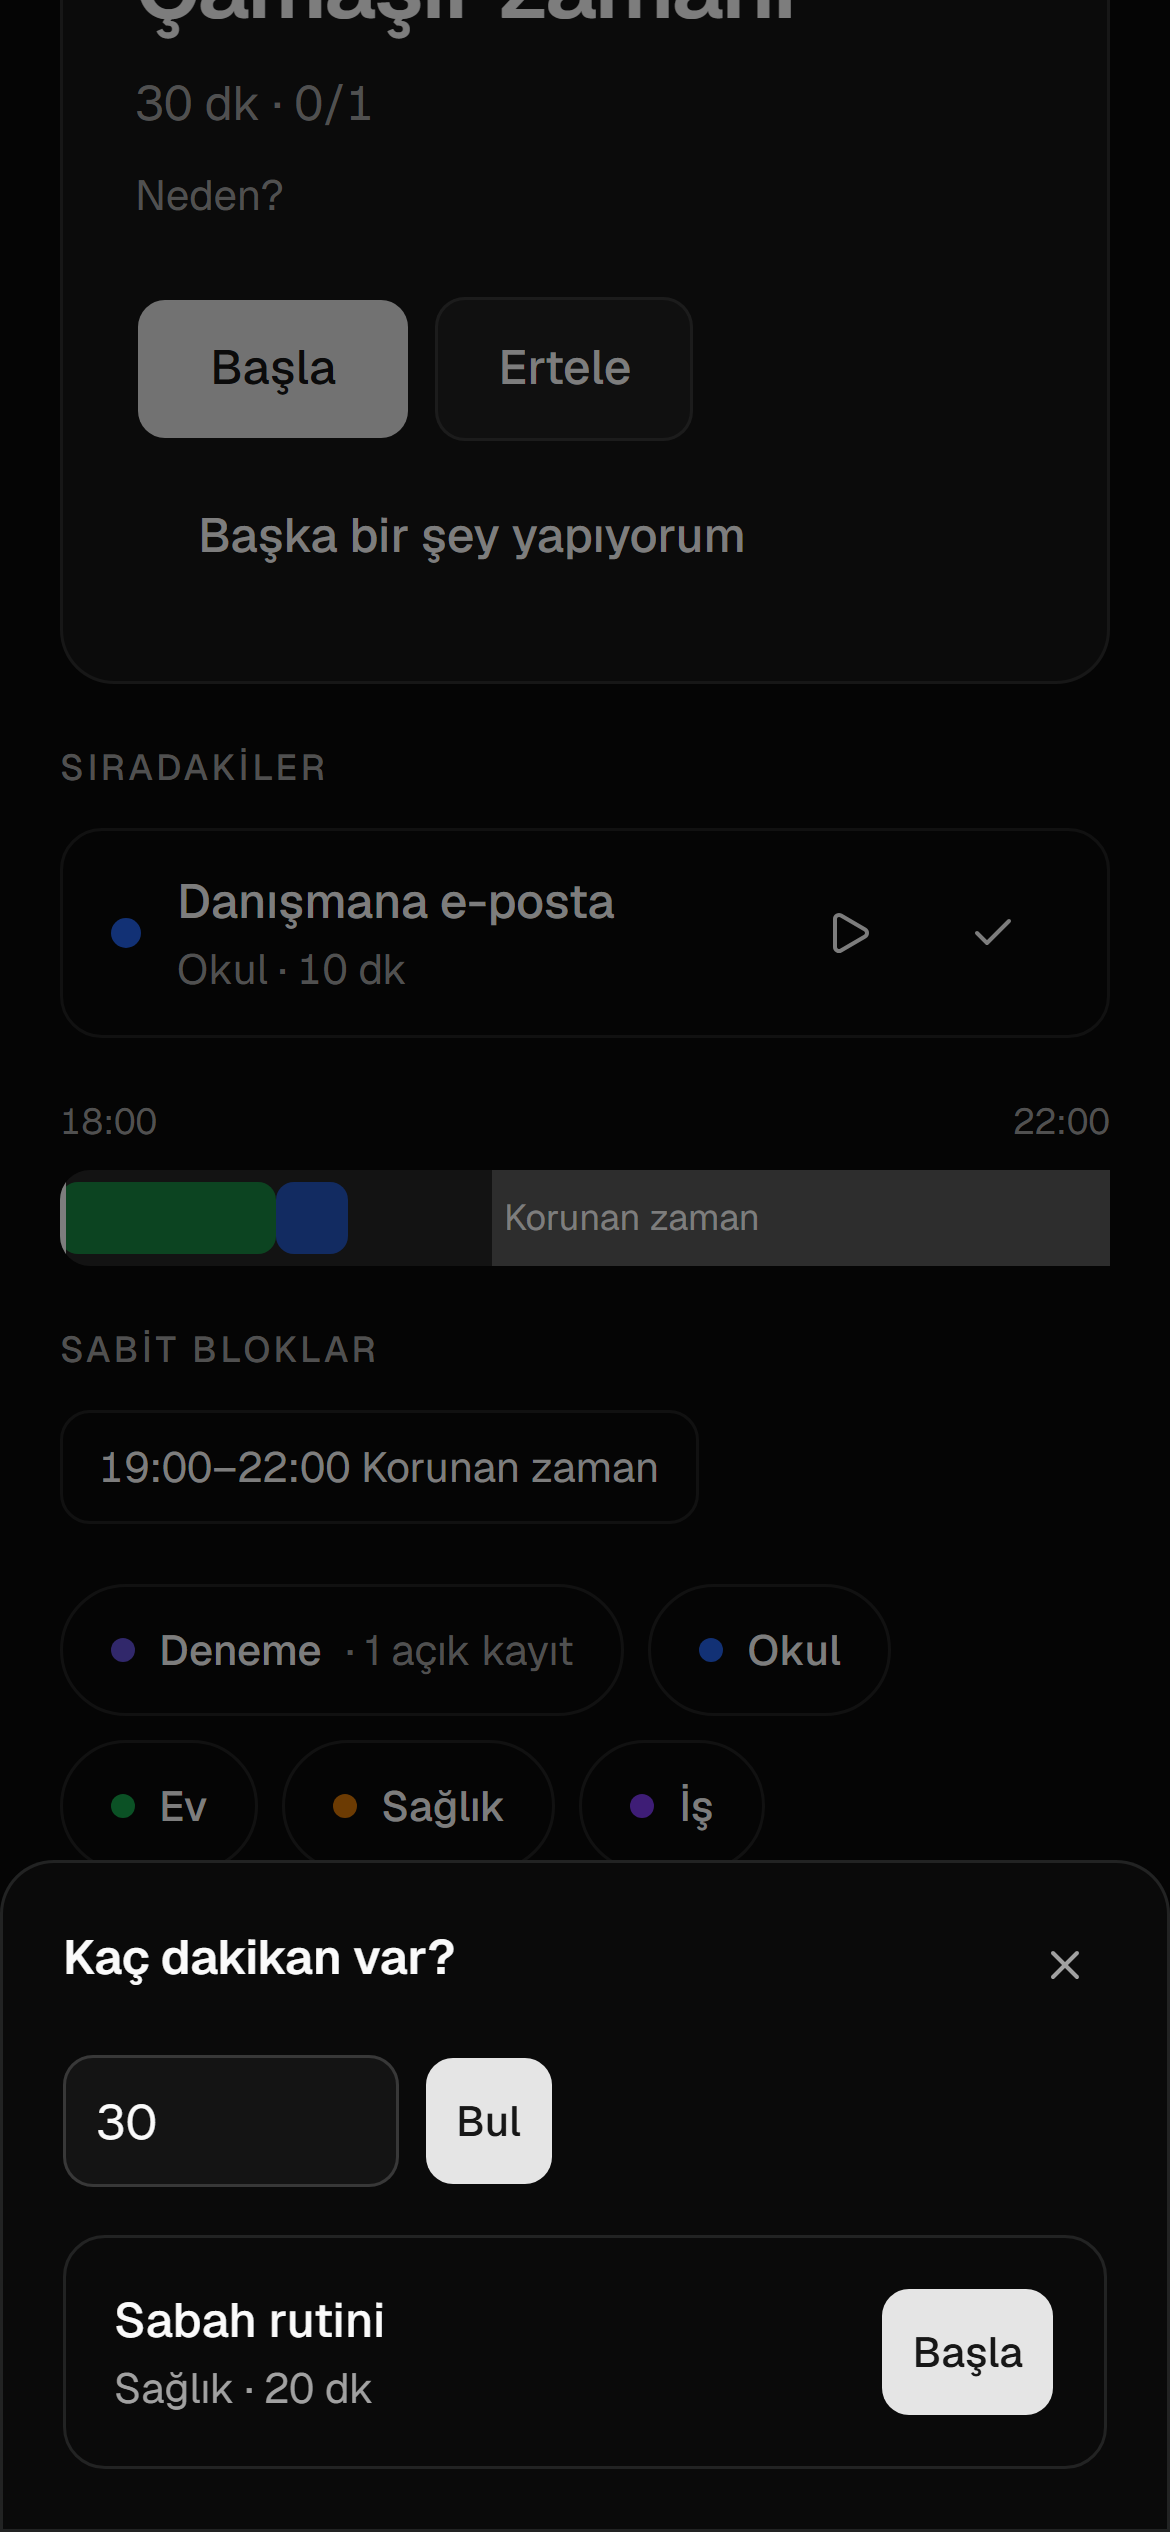 Çamaşır zamanı
30 dk · 0/1
Neden?
Başla
Ertele
Başka bir şey yapıyorum
SIRADAKİLER
Danışmana e-posta
Okul · 10 dk
18:00
22:00
Korunan zaman
SABİT BLOKLAR
19:00–22:00 Korunan zaman
Deneme · 1 açık kayıt
Okul
Ev
Sağlık
İş
Kaç dakikan var?
30
Bul
Sabah rutini
Sağlık · 20 dk
Başla